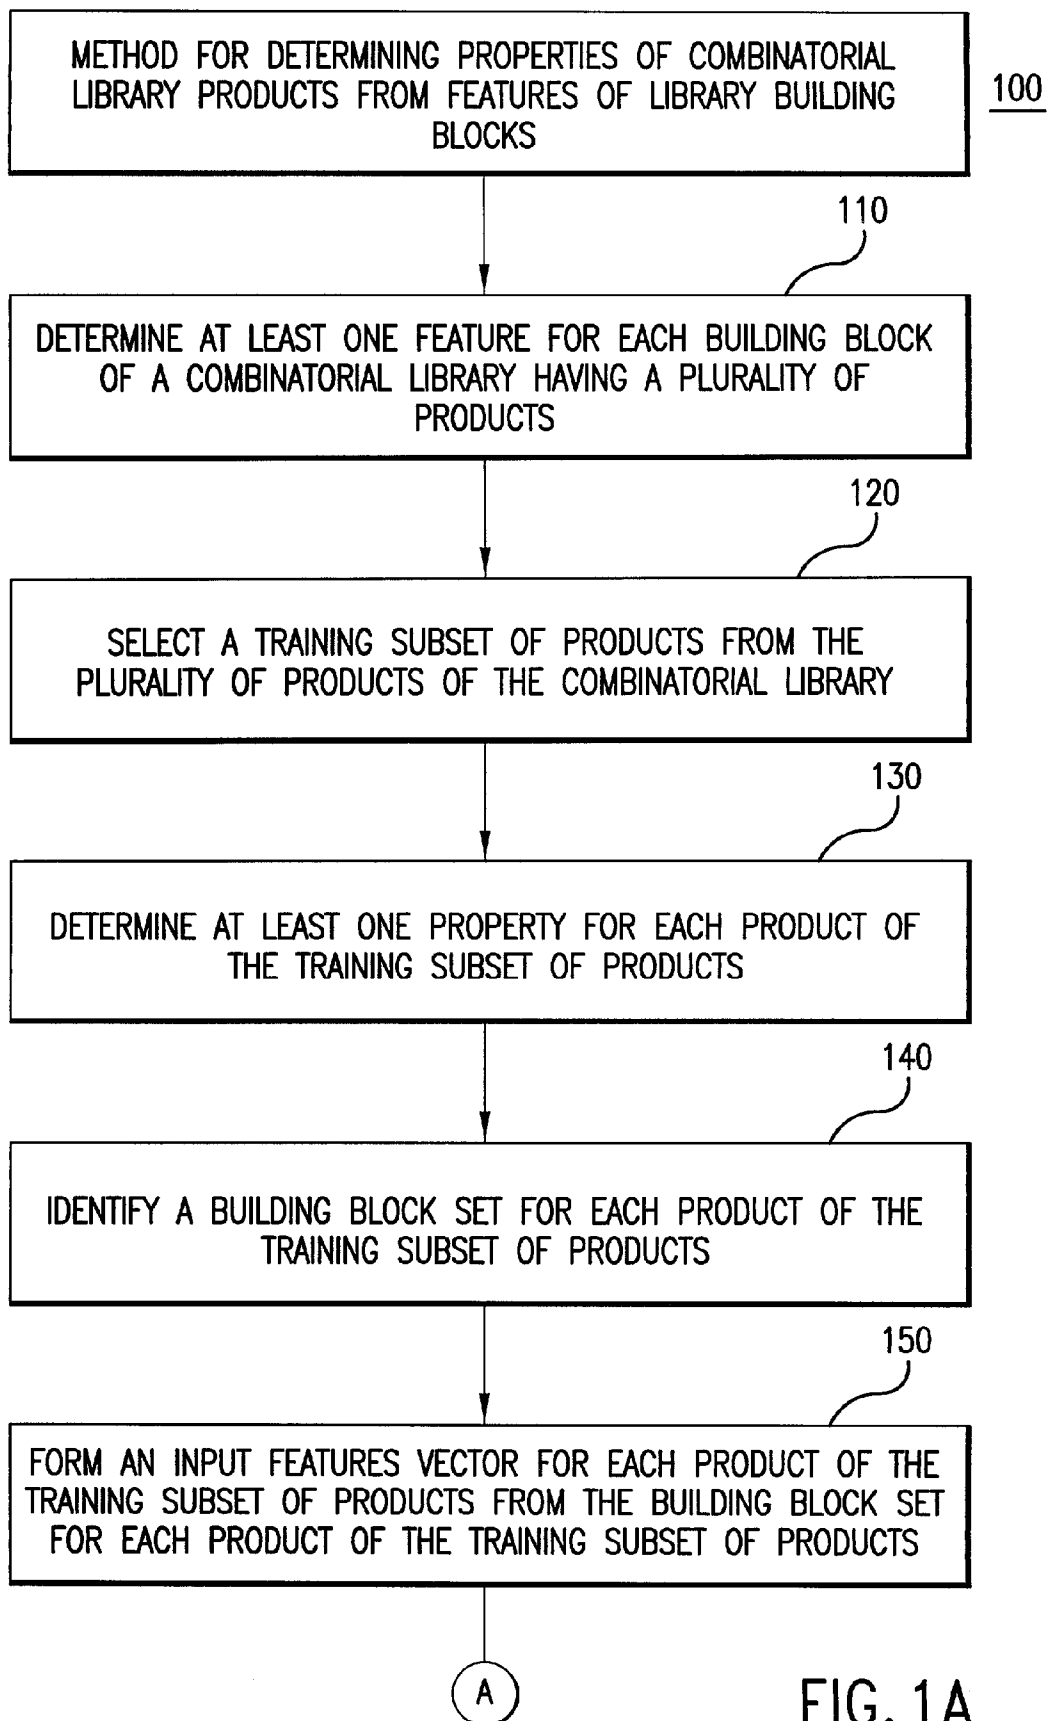 METHOD FOR DETERMINING PROPERTIES OF COMBINATORIAL
LIBRARY PRODUCTS FROM FEATURES OF LIBRARY BUILDING
BLOCKS
100
110
DETERMINE AT LEAST ONE FEATURE FOR EACH BUILDING BLOCK
OF A COMBINATORIAL LIBRARY HAVING A PLURALITY OF
PRODUCTS
120
SELECT A TRAINING SUBSET OF PRODUCTS FROM THE
PLURALITY OF PRODUCTS OF THE COMBINATORIAL LIBRARY
130
DETERMINE AT LEAST ONE PROPERTY FOR EACH PRODUCT OF
THE TRAINING SUBSET OF PRODUCTS
140
IDENTIFY A BUILDING BLOCK SET FOR EACH PRODUCT OF THE
TRAINING SUBSET OF PRODUCTS
150
FORM AN INPUT FEATURES VECTOR FOR EACH PRODUCT OF THE
TRAINING SUBSET OF PRODUCTS FROM THE BUILDING BLOCK SET
FOR EACH PRODUCT OF THE TRAINING SUBSET OF PRODUCTS
A
FIG. 1A